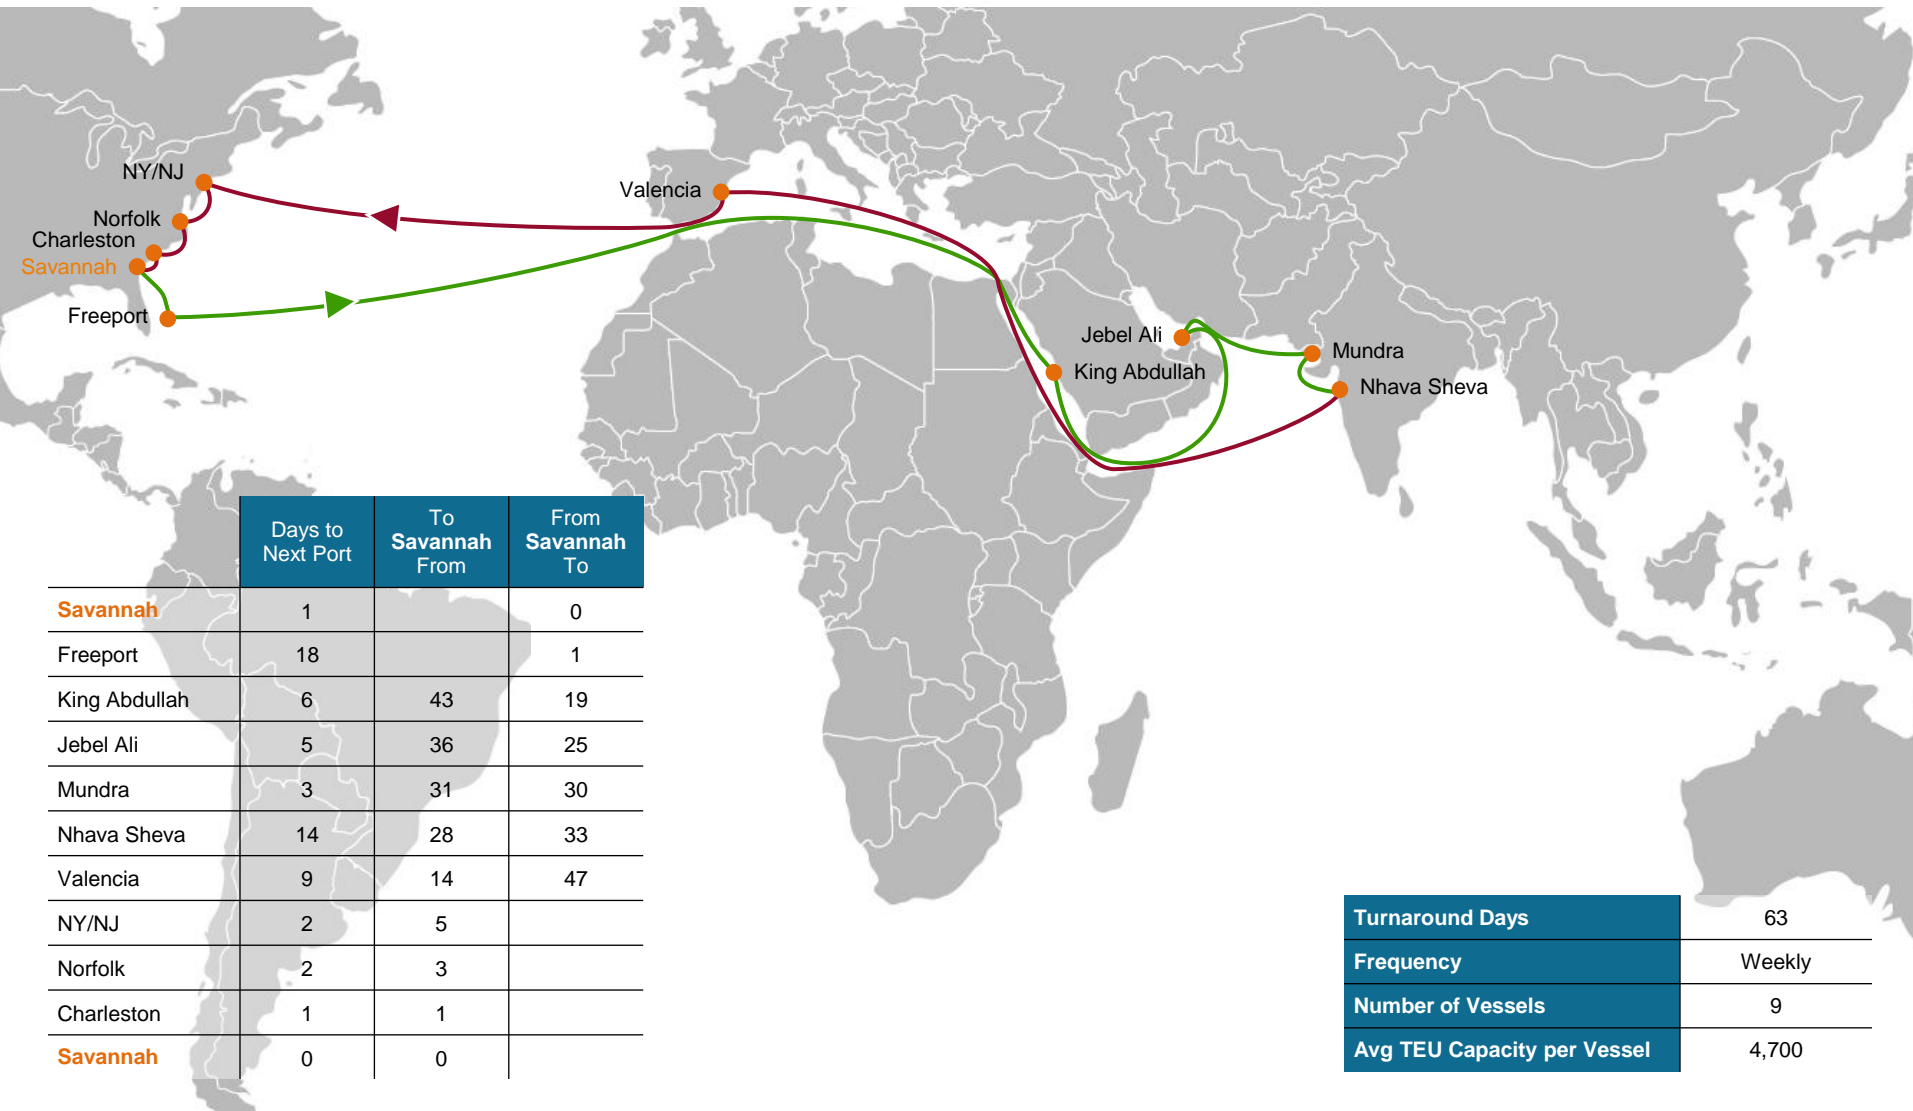 NY/NJ
Norfolk
Charleston
Savannah
Freeport
Valencia
Jebel Ali
King Abdullah
Mundra
Nhava Sheva
Days to
Next Port
To
Savannah
From
From
Savannah
To
Savannah 1 0
Freeport 18 1
King Abdullah 6 43 19
Jebel Ali 5 36 25
Mundra 3 31 30
Nhava Sheva 14 28 33
Valencia 9 14 47
NY/NJ 2 5
Norfolk 2 3
Charleston 1 1
Savannah 0 0
Turnaround Days 63
Frequency Weekly
Number of Vessels 9
Avg TEU Capacity per Vessel 4,700